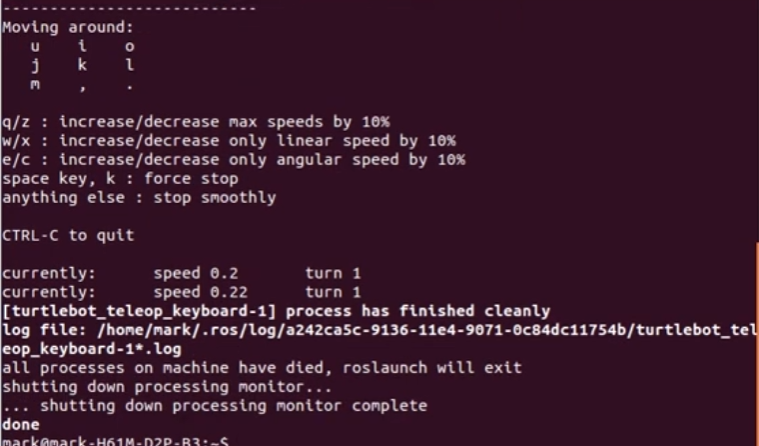 ---------------------------
Moving around:
   u    i    o
   j    k    l
   m    ,    .
q/z : increase/decrease max speeds by 10%
w/x : increase/decrease only linear speed by 10%
e/c : increase/decrease only angular speed by 10%
space key, k : force stop
anything else : stop smoothly
CTRL-C to quit
currently:      speed 0.2       turn 1
currently:      speed 0.22      turn 1
[turtlebot_teleop_keyboard-1] process has finished cleanly
log file: /home/mark/.ros/log/a242ca5c-9136-11e4-9071-0c84dc11754b/turtlebot_tel
eop_keyboard-1*.log
all processes on machine have died, roslaunch will exit
shutting down processing monitor...
... shutting down processing monitor complete
done
mark@mark-H61M-D2P-B3:~$